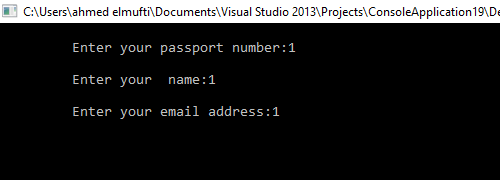 C:\Users\ahmed elmufti\Documents\Visual Studio 2013\Projects\ConsoleApplication19\De
Enter your passport number:1
Enter your  name:1
Enter your email address:1